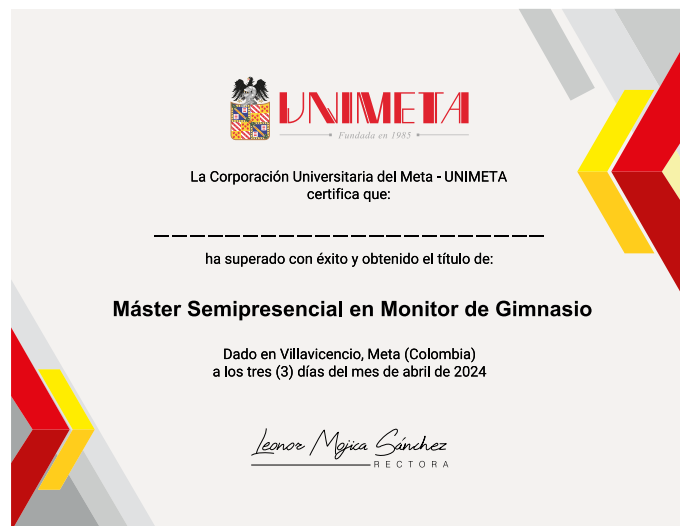 UNIMETA
Fundada en 1985
La Corporación Universitaria del Meta - UNIMETA
certifica que:
ha superado con éxito y obtenido el título de:
Máster Semipresencial en Monitor de Gimnasio
Dado en Villavicencio, Meta (Colombia)
a los tres (3) días del mes de abril de 2024
Leonor Mojica Sánchez
RECTORA